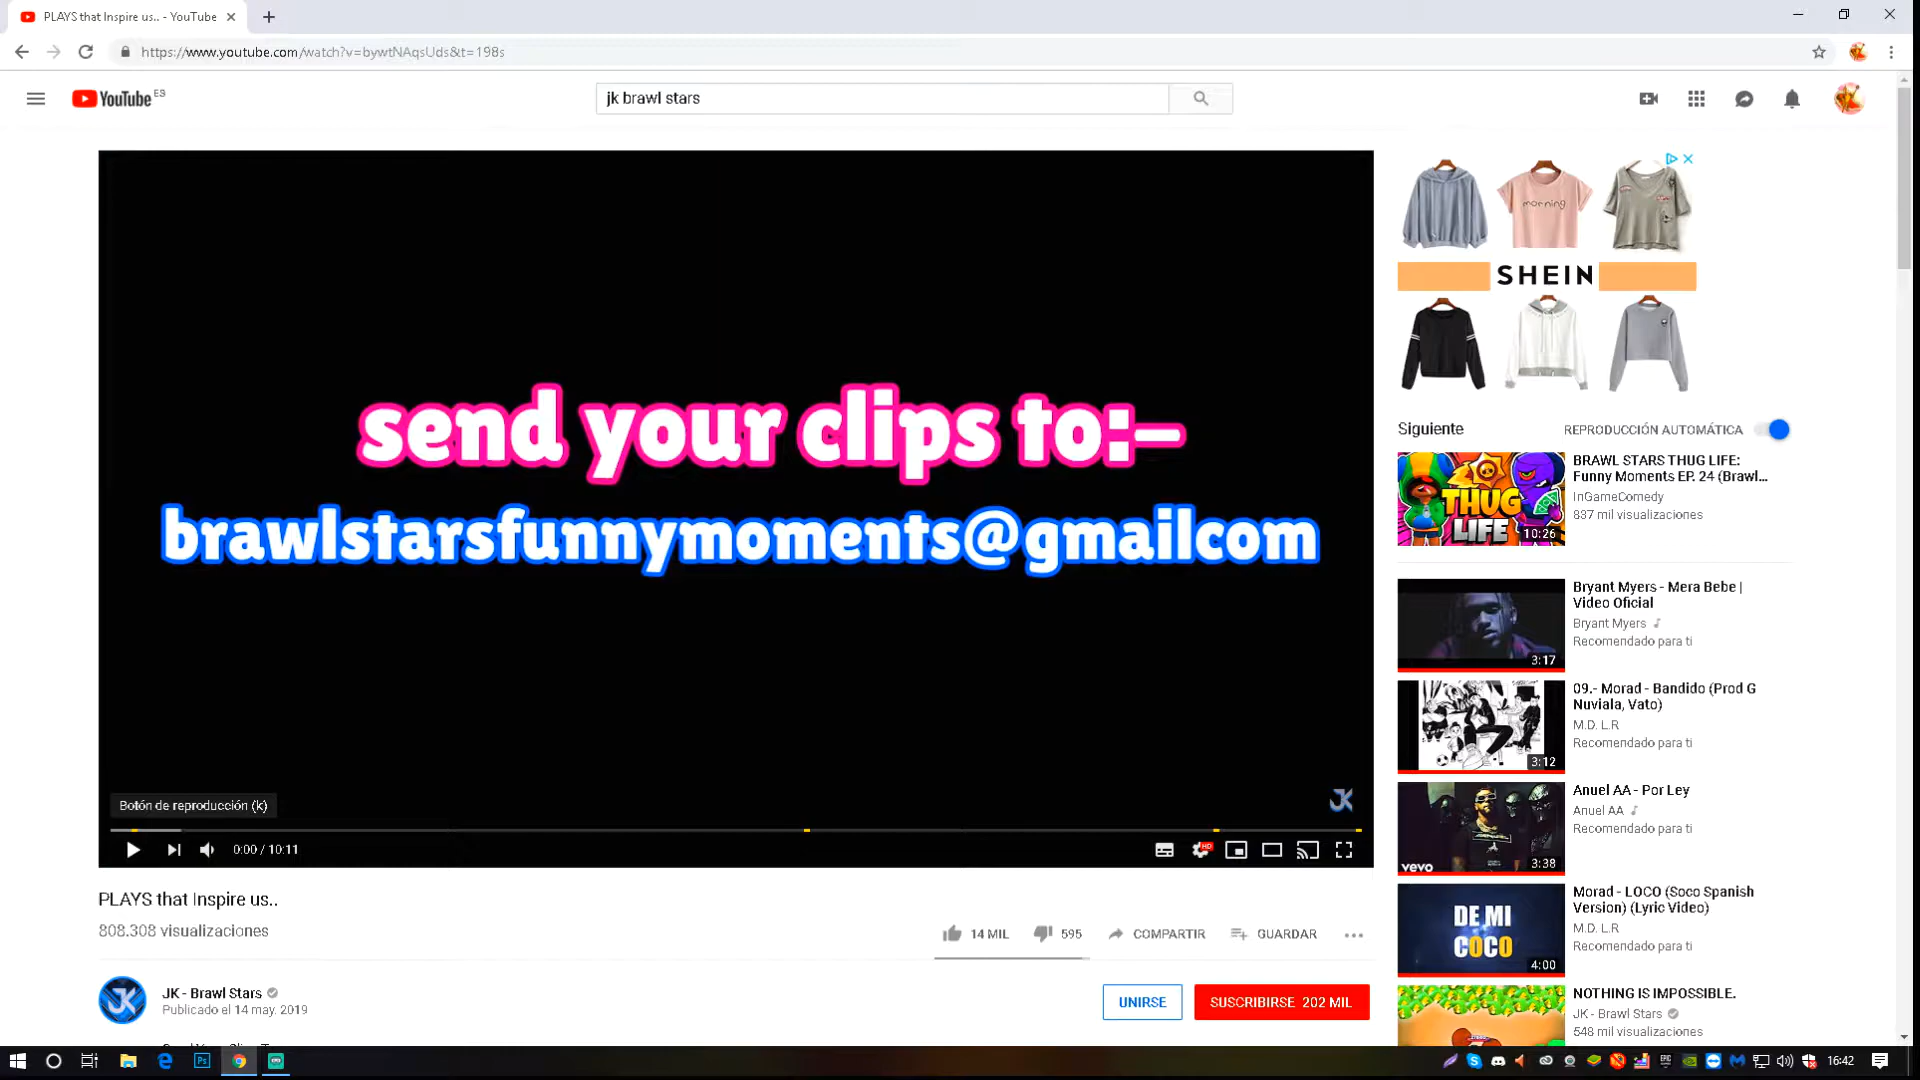 PLAYS that Inspire us.. - YouTube
https://www.youtube.com/watch?v=bywtNAqsUds&t=198s
YouTube ES
jk brawl stars
morning
SHEIN
send your clips to:-
brawlstarsfunnymoments@gmailcom
Siguiente
REPRODUCCIÓN AUTOMÁTICA
THUG LIFE
10:26
BRAWL STARS THUG LIFE:
Funny Moments EP. 24 (Brawl...
InGameComedy
837 mil visualizaciones
3:17
Bryant Myers - Mera Bebe |
Video Oficial
Bryant Myers
Recomendado para ti
3:12
09.- Morad - Bandido (Prod G
Nuviala, Vato)
M.D. L.R
Recomendado para ti
vevo
3:38
Anuel AA - Por Ley
Anuel AA
Recomendado para ti
DE MI
COCO
4:00
Morad - LOCO (Soco Spanish
Version) (Lyric Video)
M.D. L.R
Recomendado para ti
NOTHING IS IMPOSSIBLE.
JK - Brawl Stars
548 mil visualizaciones
Botón de reproducción (k)
JK
0:00 / 10:11
HD
PLAYS that Inspire us..
808.308 visualizaciones
14 MIL
595
COMPARTIR
GUARDAR
JK
JK - Brawl Stars
Publicado el 14 may. 2019
UNIRSE
SUSCRIBIRSE 202 MIL
Ps
16:42